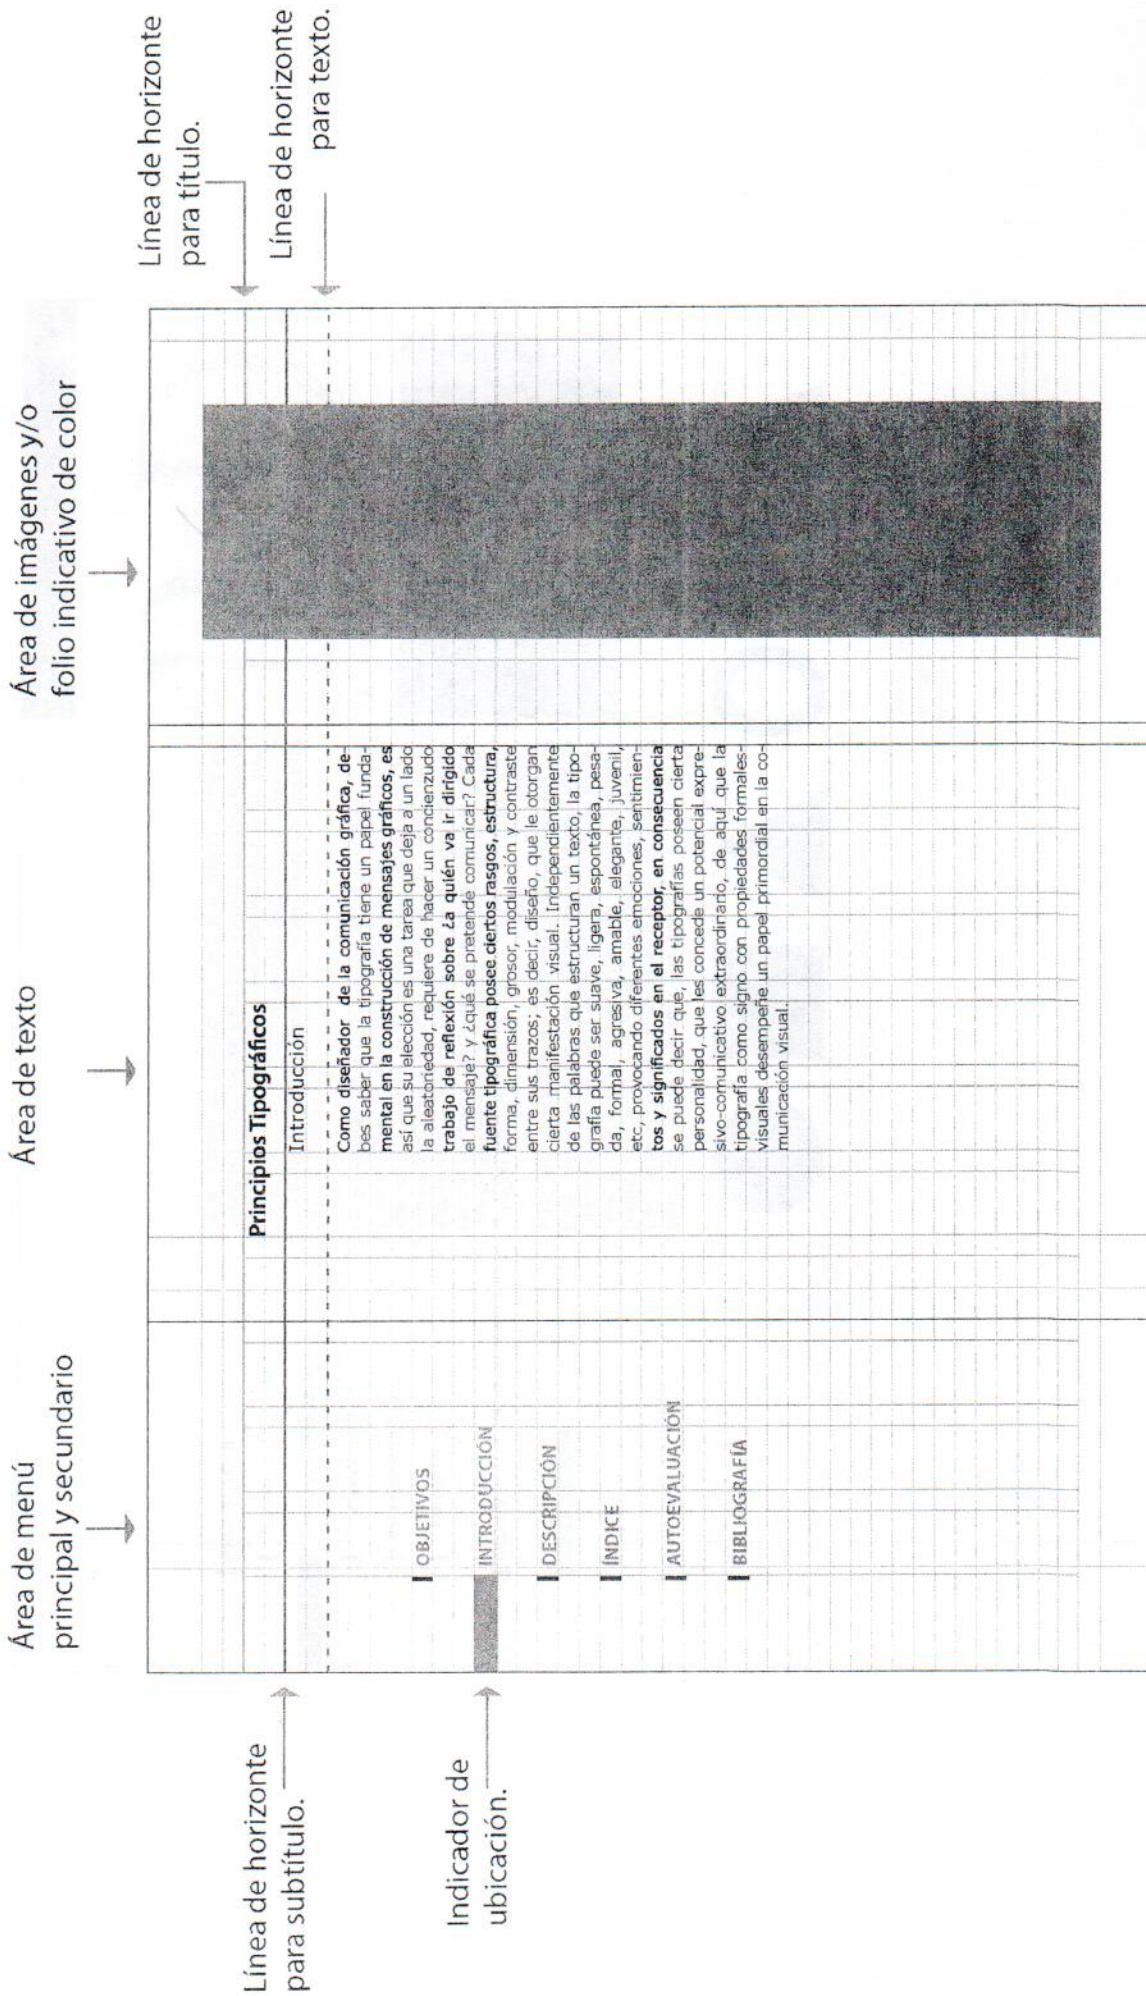 Área de menú
principal y secundario
Área de texto
Área de imágenes y/o
folio indicativo de color
Línea de horizonte
para título.
Línea de horizonte
para texto.
Línea de horizonte
para subtítulo.
Indicador de
ubicación.
OBJETIVOS
INTRODUCCIÓN
DESCRIPCIÓN
ÍNDICE
AUTOEVALUACIÓN
BIBLIOGRAFÍA
Principios Tipográficos
Introducción
Como diseñador de la comunicación gráfica, de-
bes saber que la tipografía tiene un papel funda-
mental en la construcción de mensajes gráficos, es
así que su elección es una tarea que deja a un lado
la aleatoriedad, requiere de hacer un concienzudo
trabajo de reflexión sobre ¿a quién va ir dirigido
el mensaje? y ¿qué se pretende comunicar? Cada
fuente tipográfica posee ciertos rasgos, estructura,
forma, dimensión, grosor, modulación y contraste
entre sus trazos; es decir, diseño, que le otorgan
cierta manifestación visual. Independientemente
de las palabras que estructuran un texto, la tipo-
grafía puede ser suave, ligera, espontánea, pesa-
da, formal, agresiva, amable, elegante, juvenil,
etc, provocando diferentes emociones, sentimien-
tos y significados en el receptor, en consecuencia
se puede decir que, las tipografías poseen cierta
personalidad, que les concede un potencial expre-
sivo-comunicativo extraordinario, de aquí que la
tipografía como signo con propiedades formales-
visuales desempeñe un papel primordial en la co-
municación visual.